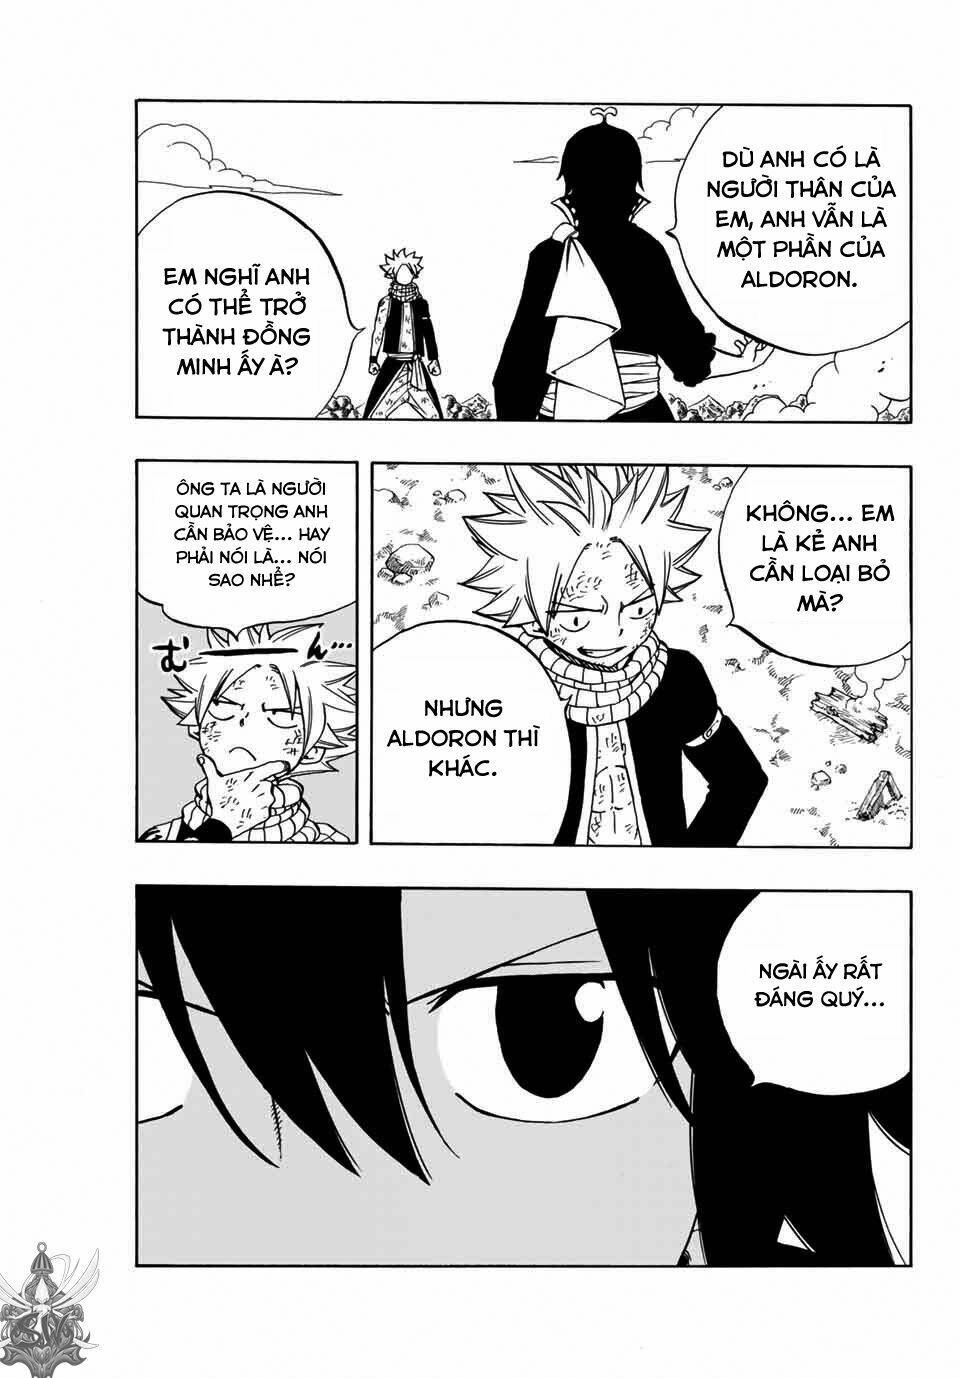 DÙ ANH CÓ LÀ
NGƯỜI THÂN CỦA
EM, ANH VẪN LÀ
MỘT PHẦN CỦA
ALDORON.
EM NGHĨ ANH
CÓ THỂ TRỞ
THÀNH ĐỒNG
MINH ẤY À?
KHÔNG... EM
LÀ KẺ ANH
CẦN LOẠI BỎ
MÀ?
NHƯNG
ALDORON THÌ
KHÁC.
ÔNG TA LÀ NGƯỜI
QUAN TRỌNG ANH
CẦN BẢO VỆ... HAY
PHẢI NÓI LÀ... NÓI
SAO NHỂ?
む ー ん...
NGÀI ẤY RẤT
ĐÁNG QUÝ...